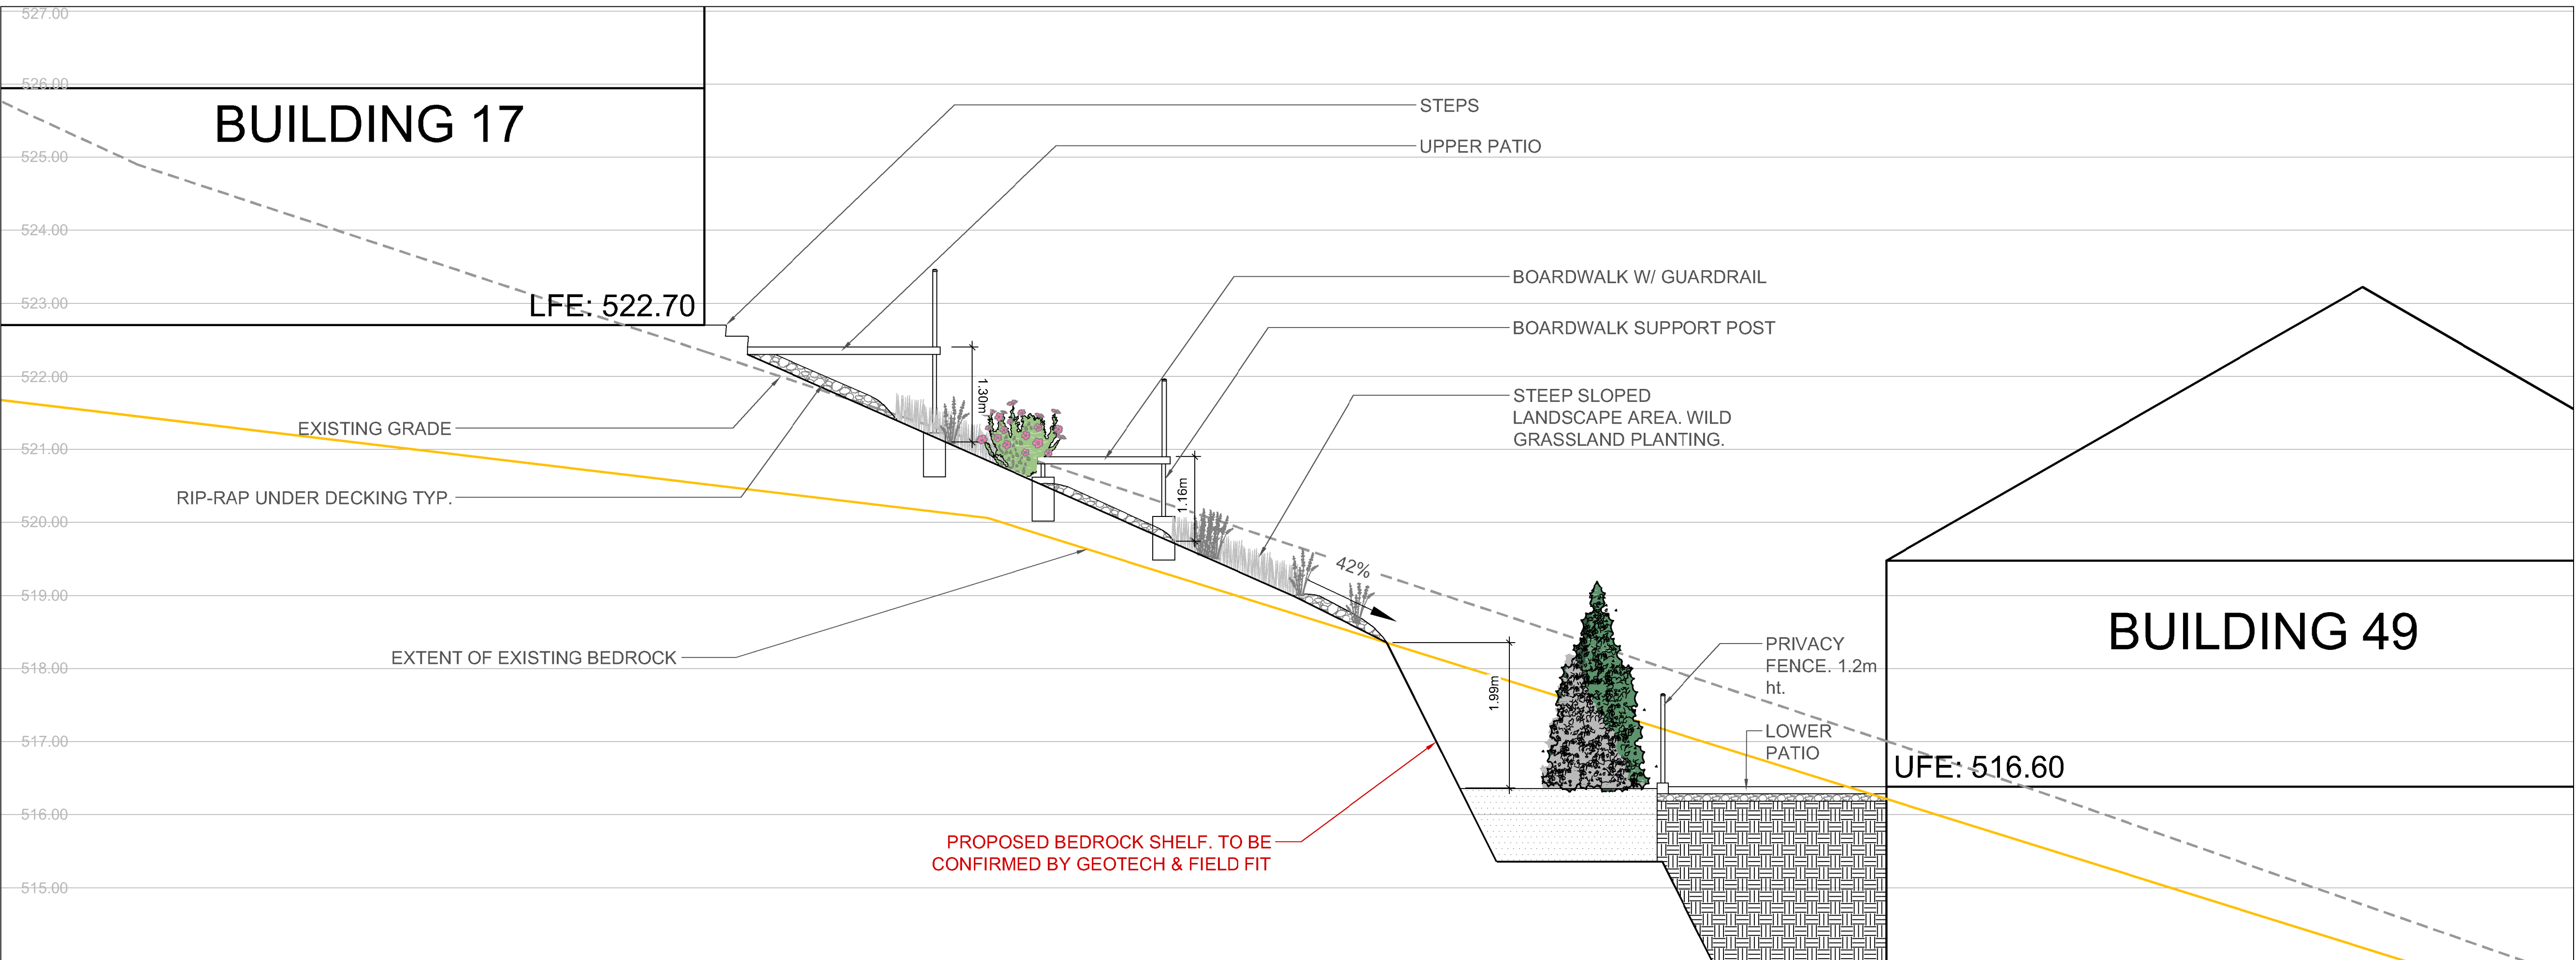 527.00
526.00
BUILDING 17
STEPS
UPPER PATIO
525.00
524.00
BOARDWALK W/ GUARDRAIL
523.00
LFE: 522.70
BOARDWALK SUPPORT POST
522.00
1.30m
STEEP SLOPED
LANDSCAPE AREA. WILD
GRASSLAND PLANTING.
EXISTING GRADE
521.00
RIP-RAP UNDER DECKING TYP.
1.16m
520.00
42%
519.00
BUILDING 49
EXTENT OF EXISTING BEDROCK
518.00
1.99m
PRIVACY
FENCE. 1.2m
ht.
517.00
LOWER
PATIO
UFE: 516.60
516.00
PROPOSED BEDROCK SHELF. TO BE
CONFIRMED BY GEOTECH & FIELD FIT
515.00